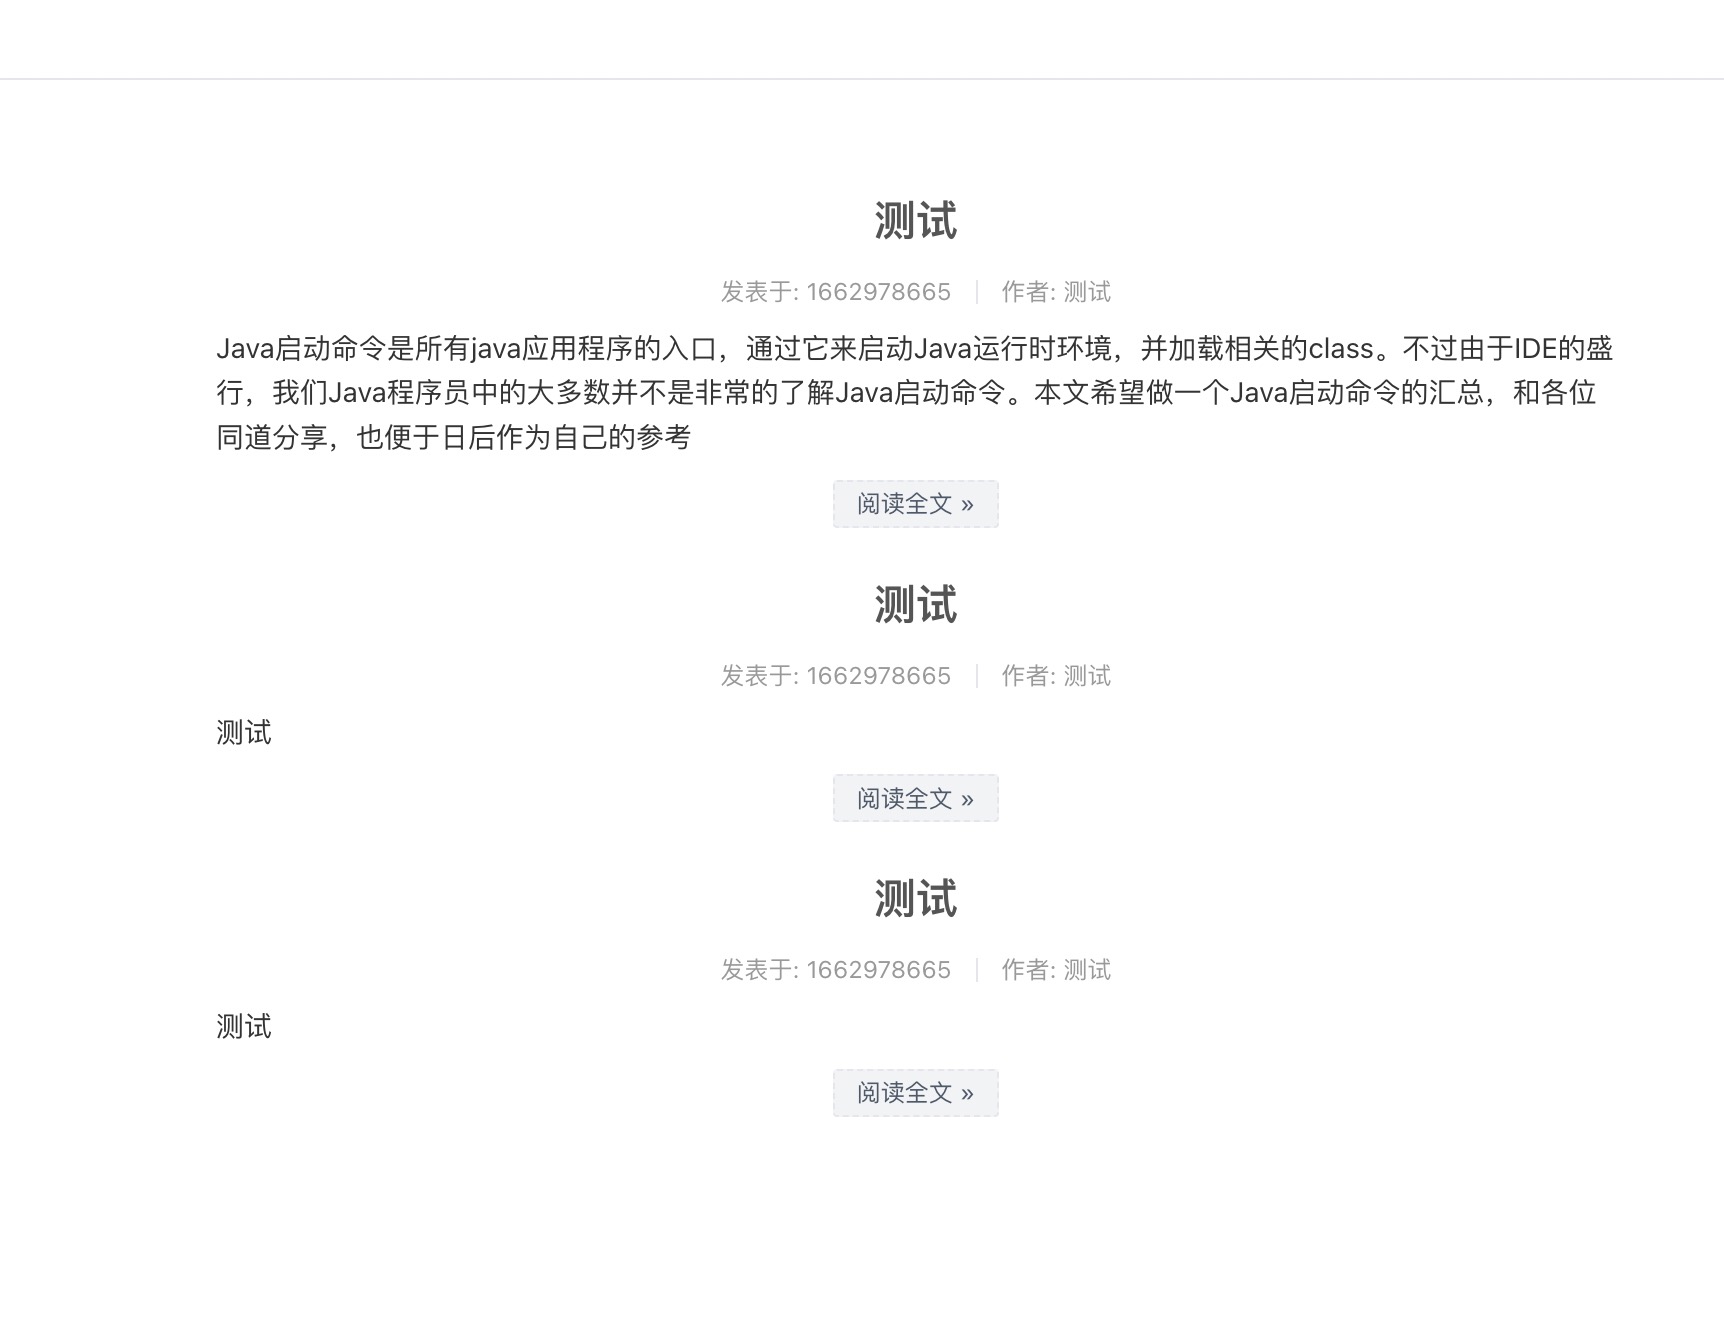 测试
发表于: 1662978665 | 作者: 测试
Java启动命令是所有java应用程序的入口，通过它来启动Java运行时环境，并加载相关的class。不过由于IDE的盛
行，我们Java程序员中的大多数并不是非常的了解Java启动命令。本文希望做一个Java启动命令的汇总，和各位
同道分享，也便于日后作为自己的参考
阅读全文 »
测试
发表于: 1662978665 | 作者: 测试
测试
阅读全文 »
测试
发表于: 1662978665 | 作者: 测试
测试
阅读全文 »